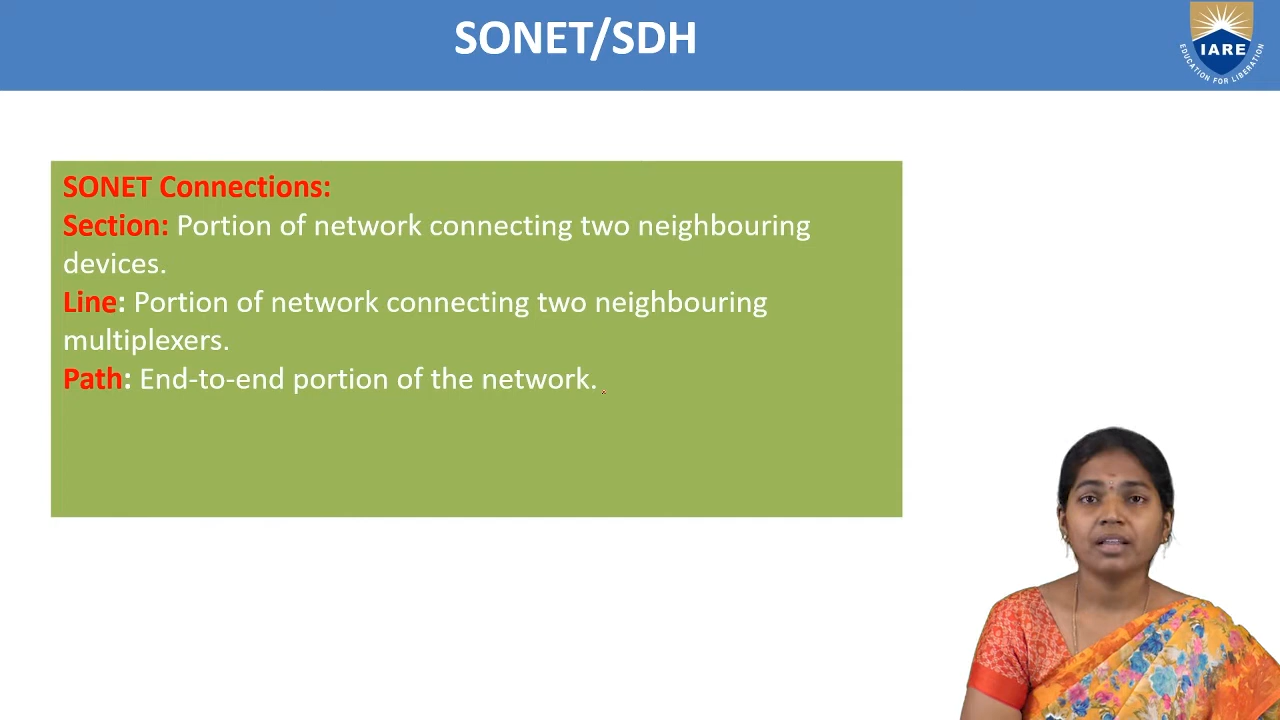 SONET/SDH
IARE
EDUCATION FOR LIBERATION
SONET Connections:
Section: Portion of network connecting two neighbouring
devices.
Line: Portion of network connecting two neighbouring
multiplexers.
Path: End-to-end portion of the network.